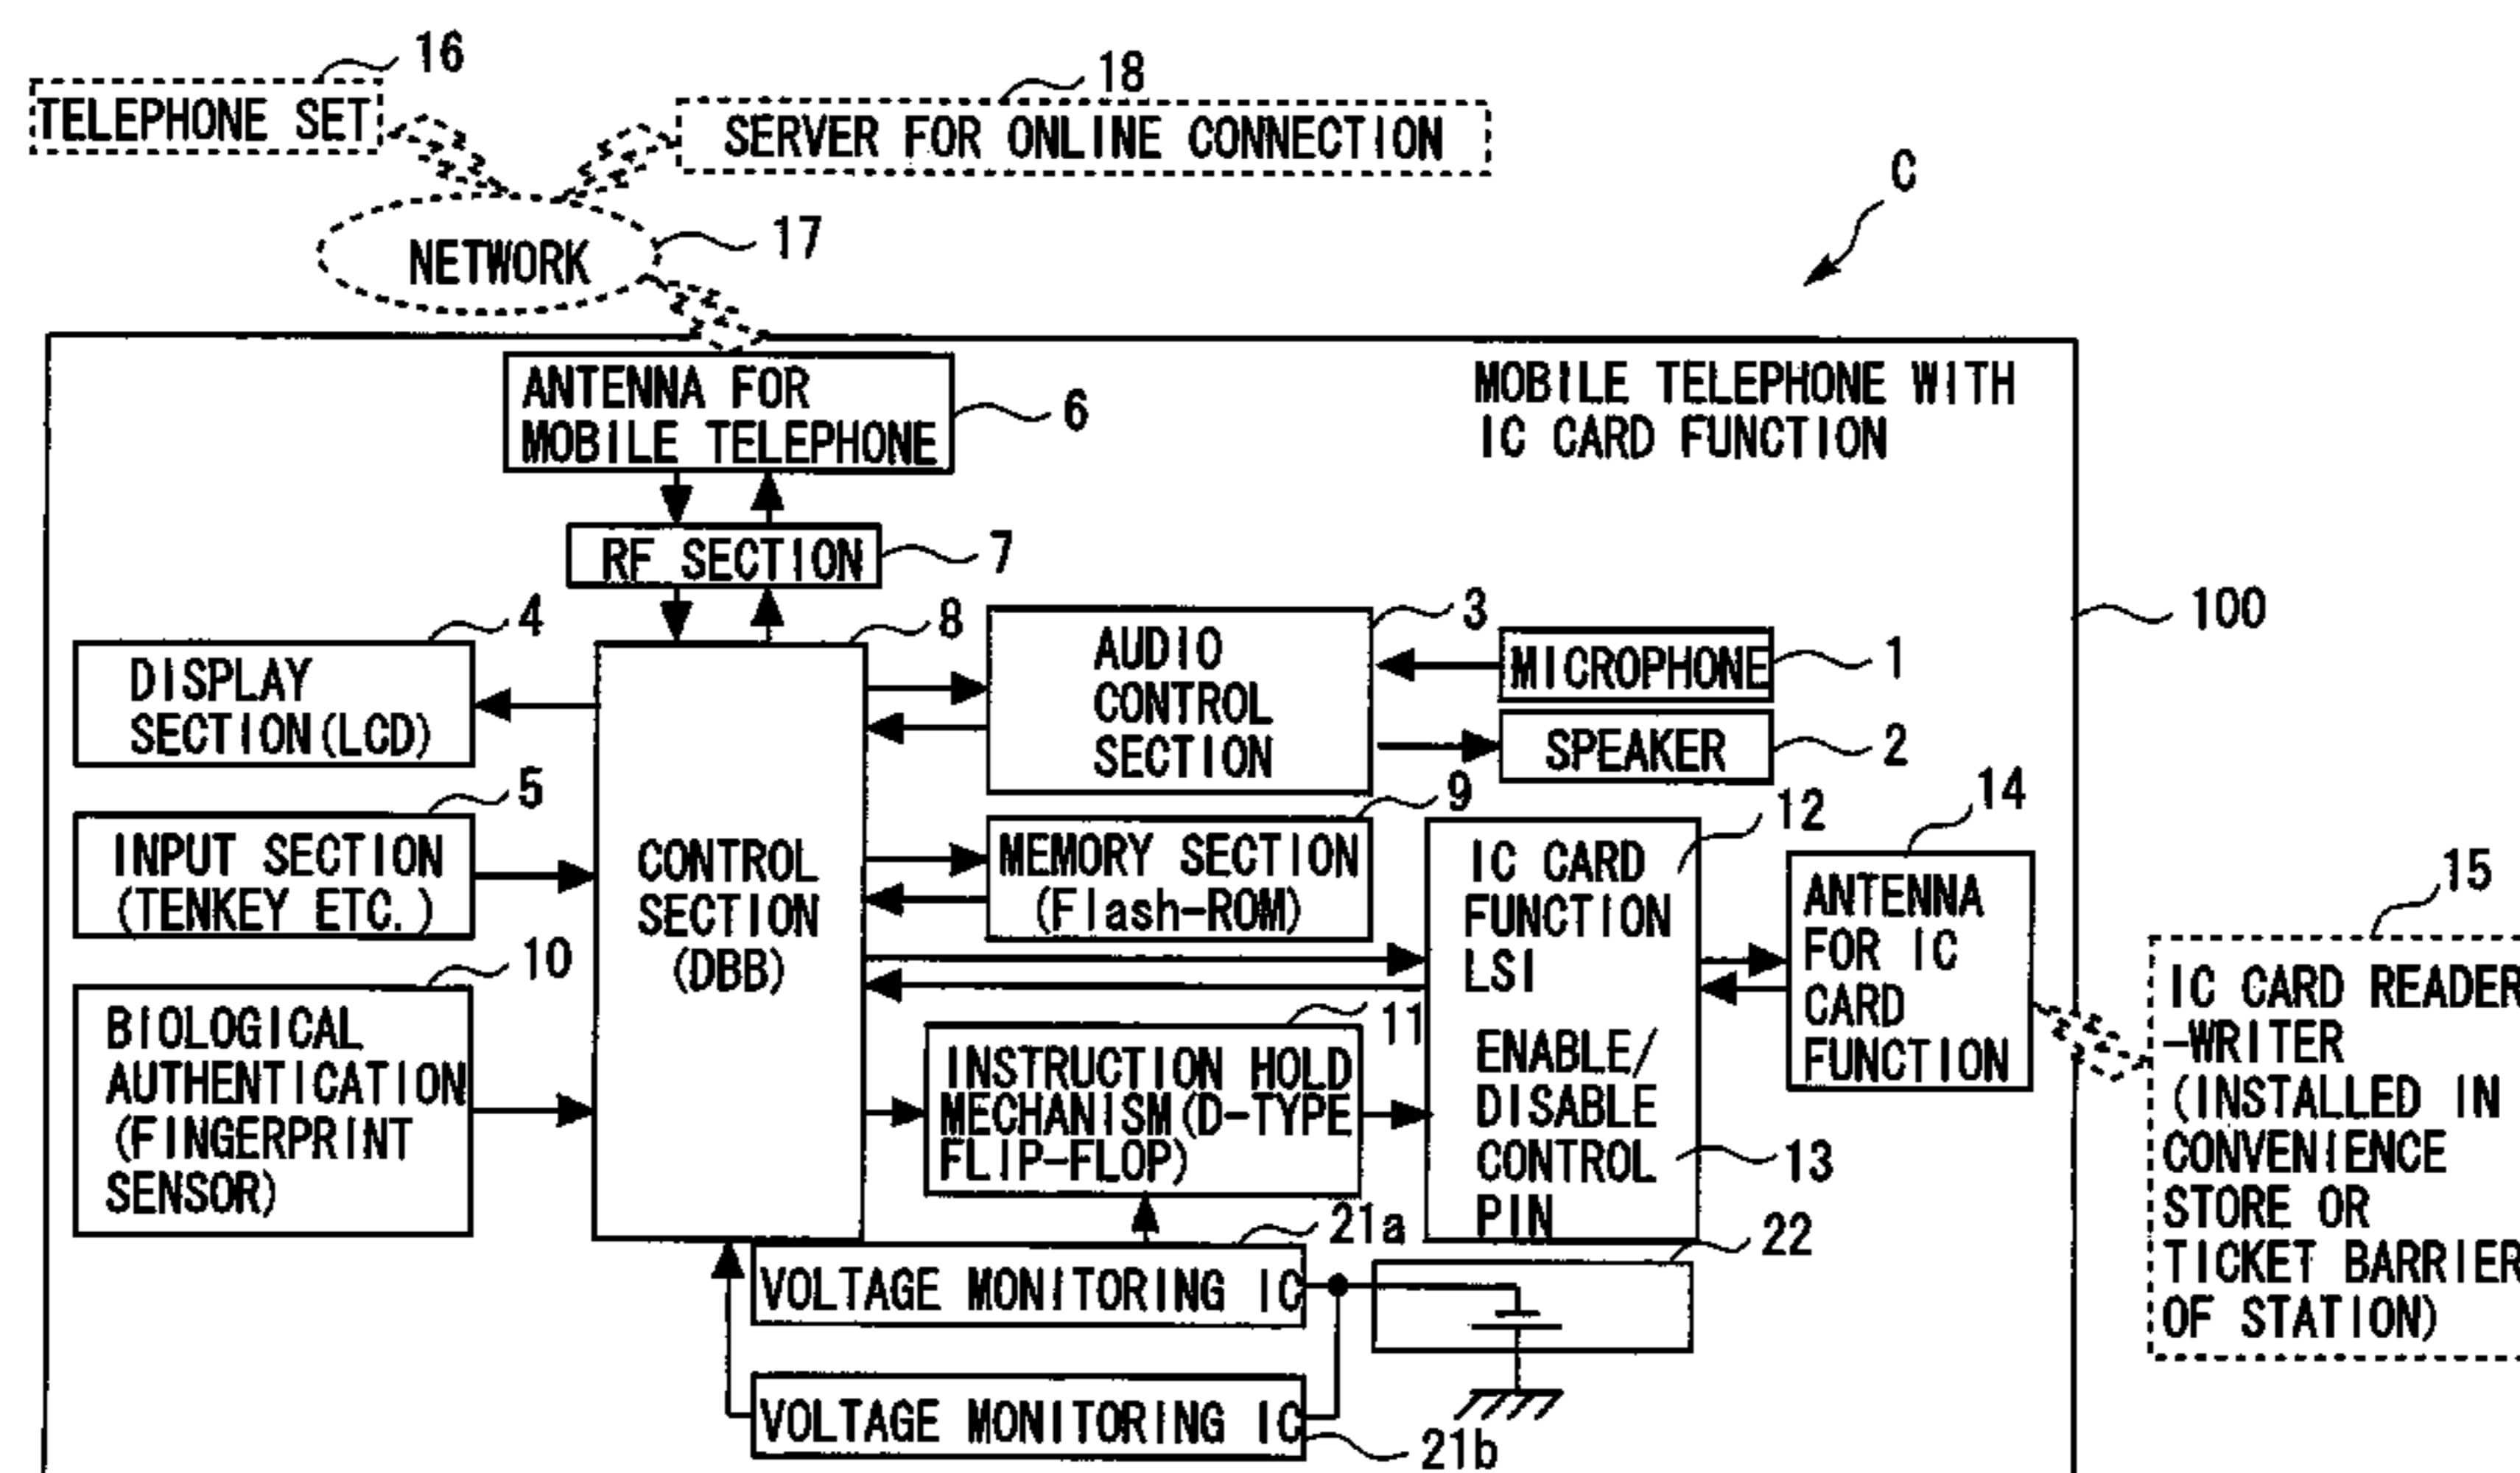 16
TELEPHONE SET
18
SERVER FOR ONLINE CONNECTION
C
NETWORK
17
MOBILE TELEPHONE WITH
IC CARD FUNCTION
ANTENNA FOR
MOBILE TELEPHONE
6
RF SECTION
7
100
4
DISPLAY
SECTION(LCD)
8
CONTROL
SECTION
(DBB)
3
AUDIO
CONTROL
SECTION
MICROPHONE
1
SPEAKER
2
5
INPUT SECTION
(TENKEY ETC.)
9
MEMORY SECTION
(Flash-ROM)
12
IC CARD
FUNCTION
LSI
ENABLE/
DISABLE
CONTROL
PIN
13
14
ANTENNA
FOR IC
CARD
FUNCTION
15
IC CARD READER
-WRITER
(INSTALLED IN
CONVENIENCE
STORE OR
TICKET BARRIER
OF STATION)
10
BIOLOGICAL
AUTHENTICATION
(FINGERPRINT
SENSOR)
11
INSTRUCTION HOLD
MECHANISM(D-TYPE
FLIP-FLOP)
21a
VOLTAGE MONITORING IC
22
VOLTAGE MONITORING IC
21b